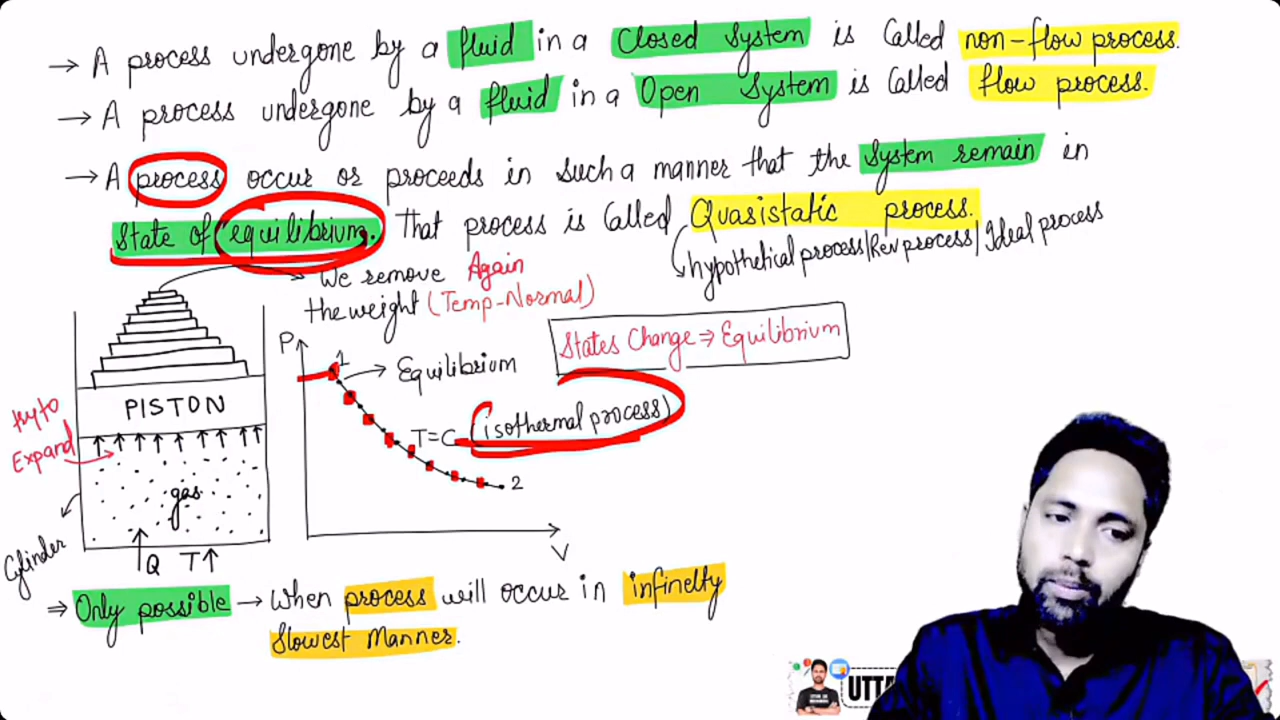 → A process undergone by a fluid in a Closed System is Called non-flow process.
→ A process undergone by a fluid in a Open System is Called flow process.
→ A process occur or proceeds in such a manner that the System remain in
State of equilibrium. That process is Called Quasistatic process.
hypothetical process/Rev process/Ideal process
We remove Again
the weight (Temp-Normal)
States Change ⇒ Equilibrium
P
1
→ Equilibrium
T=C (isothermal process)
2
V
PISTON
try to
Expand
gas
Cylinder
Q T↑
⇒ Only possible → When process will occur in infinelty
Slowest Manner.